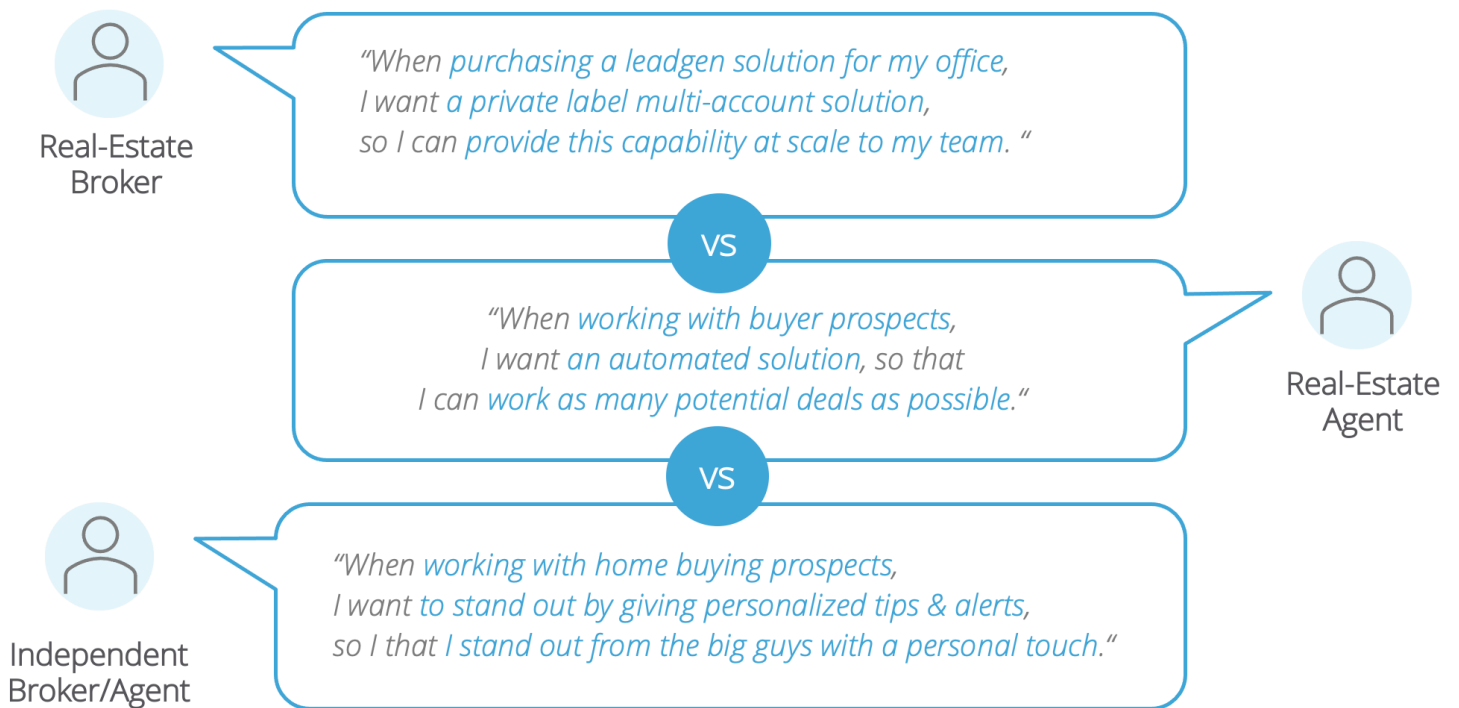 “When purchasing a leadgen solution for my office,
I want a private label multi-account solution,
so I can provide this capability at scale to my team. “
Real-Estate
Broker
vs
“When working with buyer prospects,
I want an automated solution, so that
I can work as many potential deals as possible.“
Real-Estate
Agent
vs
“When working with home buying prospects,
I want to stand out by giving personalized tips & alerts,
so I that I stand out from the big guys with a personal touch.“
Independent
Broker/Agent